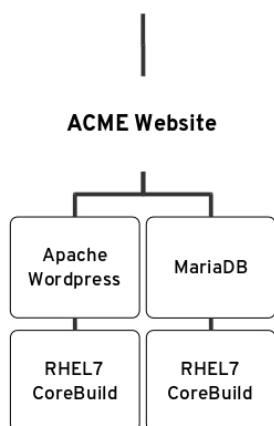 ACME Website
Apache
Wordpress
MariaDB
RHEL7
CoreBuild
RHEL7
CoreBuild